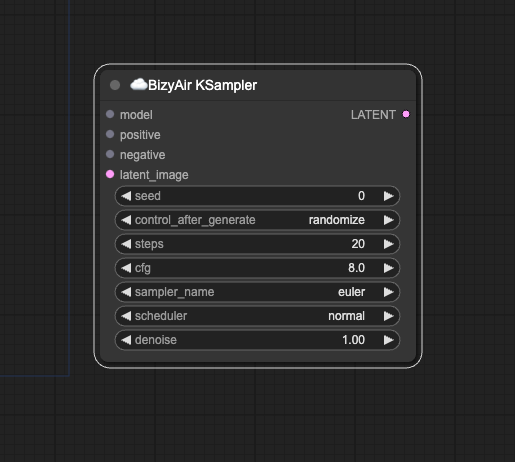 ☁️BizyAir KSampler
model LATENT
positive
negative
latent_image
seed 0
control_after_generate randomize
steps 20
cfg 8.0
sampler_name euler
scheduler normal
denoise 1.00